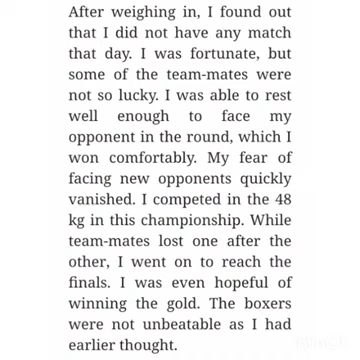 After weighing in, I found out
that I did not have any match
that day. I was fortunate, but
some of the team-mates were
not so lucky. I was able to rest
well enough to face my
opponent in the round, which I
won comfortably. My fear of
facing new opponents quickly
vanished. I competed in the 48
kg in this championship. While
team-mates lost one after the
other, I went on to reach the
finals. I was even hopeful of
winning the gold. The boxers
were not unbeatable as I had
earlier thought.